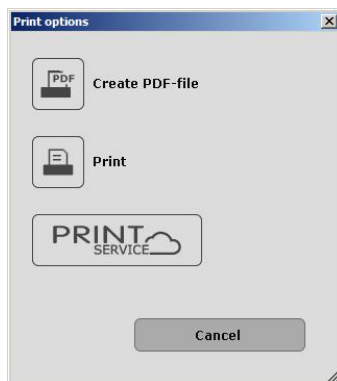 Print options
PDF
Create PDF-file
Print
PRINT
SERVICE
Cancel